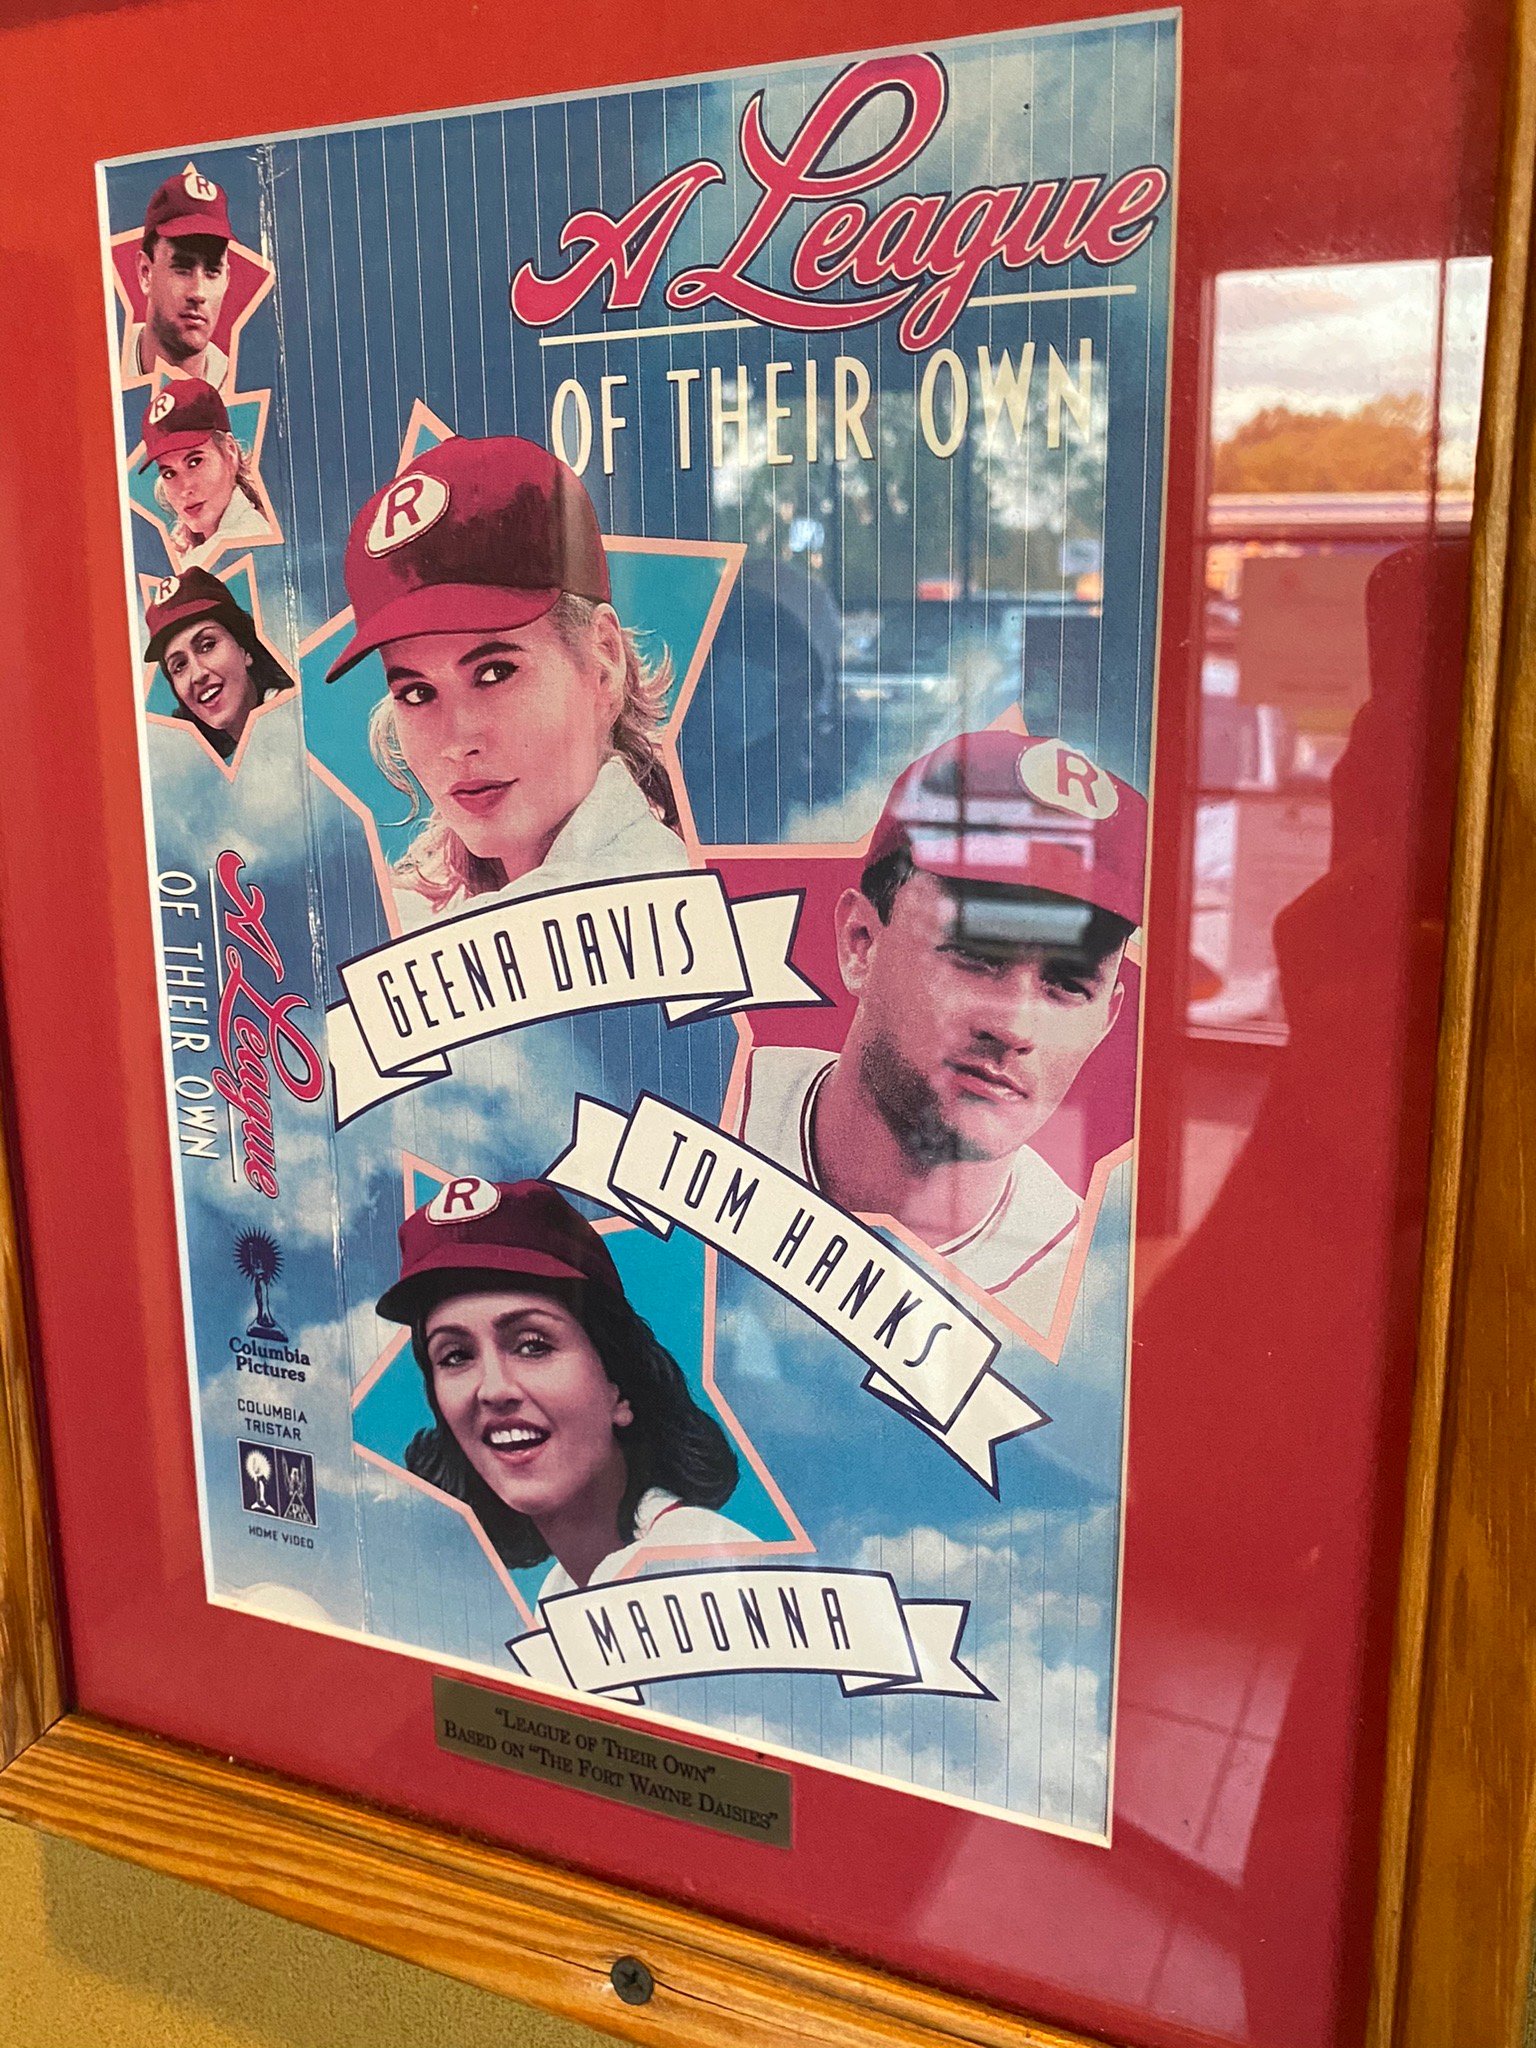 R
R
R
A League
OF THEIR OWN
Columbia
Pictures
COLUMBIA
TRISTAR
HOME VIDEO
A League
OF THEIR OWN
R
GEENA DAVIS
R
TOM HANKS
R
MADONNA
"LEAGUE OF THEIR OWN"
BASED ON "THE FORT WAYNE DAISIES"